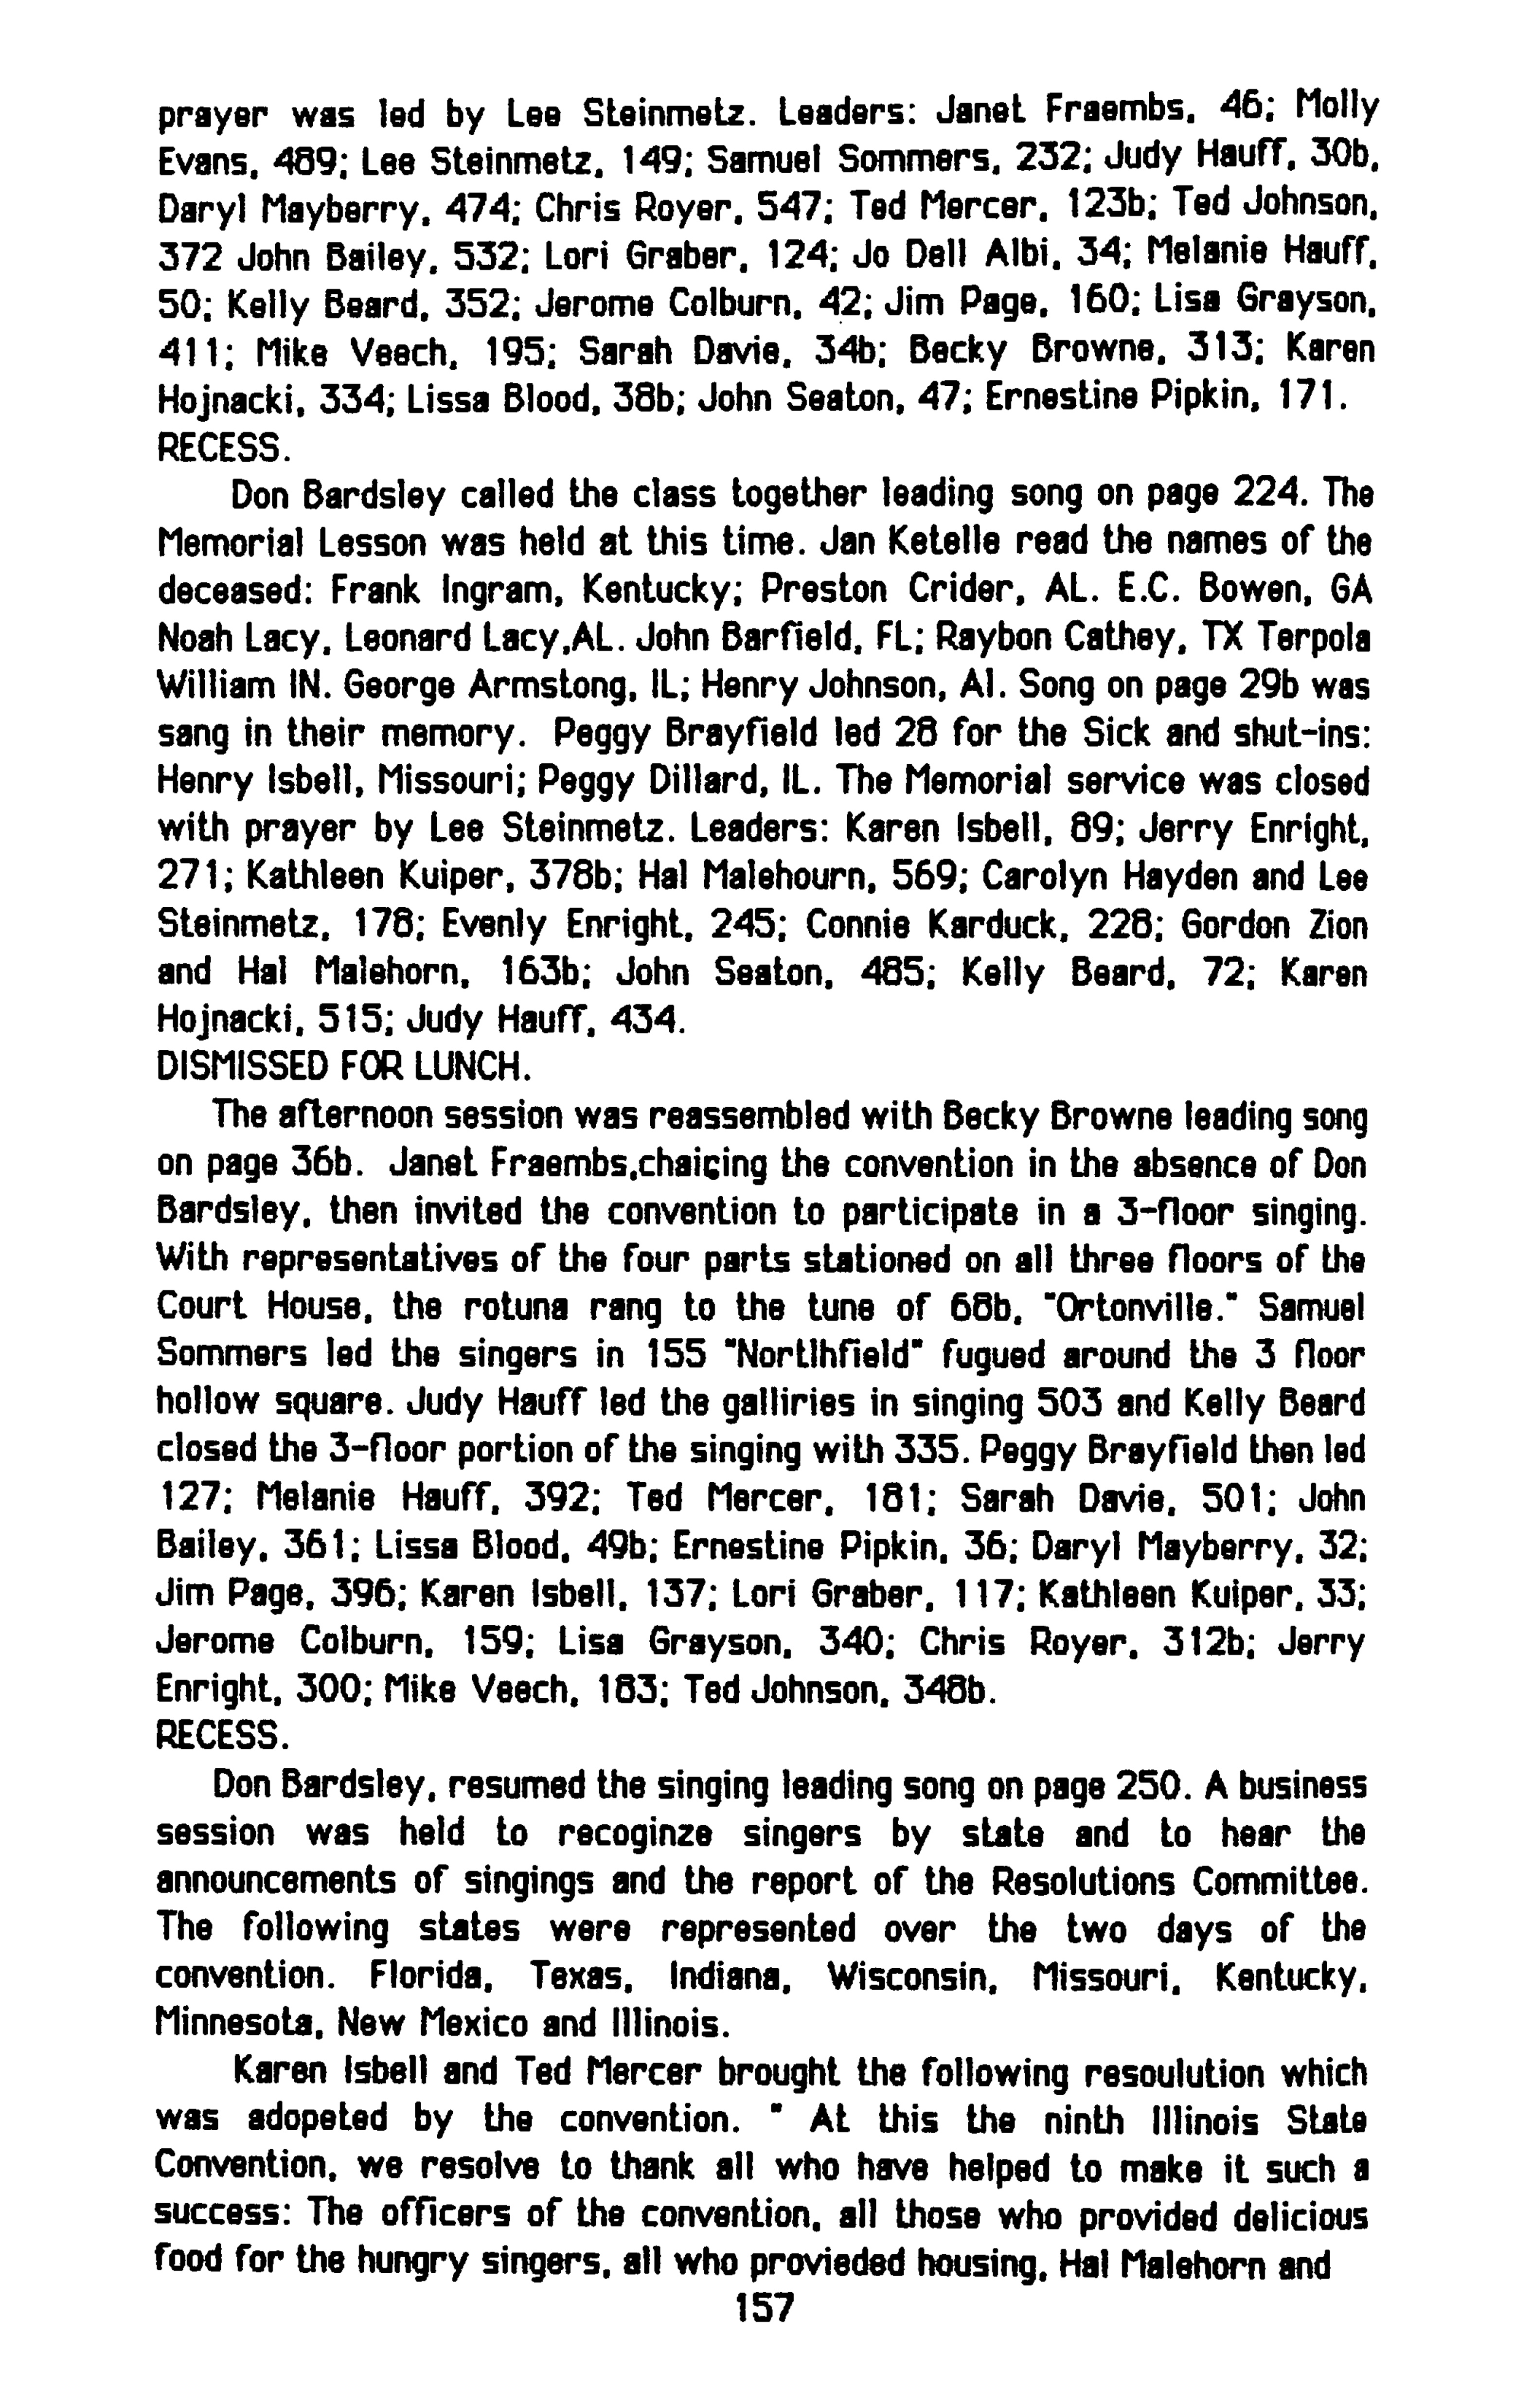 prayer was led by Lee Steinmetz. Leaders: Janet Fraembs, 46; Molly
Evans, 489; Lee Steinmetz, 149; Samuel Sommers, 232; Judy Hauff, 30b,
Daryl Mayberry, 474; Chris Royer, 547; Ted Mercer, 123b; Ted Johnson,
372 John Bailey, 532; Lori Graber, 124; Jo Dell Albi, 34; Melanie Hauff,
50; Kelly Beard, 352; Jerome Colburn, 42; Jim Page, 160; Lisa Grayson,
411; Mike Veech, 195; Sarah Davie, 34b; Becky Browne, 313; Karen
Hojnacki, 334; Lissa Blood, 38b; John Seaton, 47; Ernestine Pipkin, 171.
RECESS.
Don Bardsley called the class together leading song on page 224. The
Memorial Lesson was held at this time. Jan Ketelle read the names of the
deceased: Frank Ingram, Kentucky; Preston Crider, AL. E.C. Bowen, GA
Noah Lacy, Leonard Lacy,AL. John Barfield, FL; Raybon Cathey, TX Terpola
William IN. George Armstong, IL; Henry Johnson, Al. Song on page 29b was
sang in their memory. Peggy Brayfield led 28 for the Sick and shut-ins:
Henry Isbell, Missouri; Peggy Dillard, IL. The Memorial service was closed
with prayer by Lee Steinmetz. Leaders: Karen Isbell, 89; Jerry Enright,
271; Kathleen Kuiper, 378b; Hal Malehourn, 569; Carolyn Hayden and Lee
Steinmetz, 178; Evenly Enright, 245; Connie Karduck, 228; Gordon Zion
and Hal Malehorn, 163b; John Seaton, 485; Kelly Beard, 72; Karen
Hojnacki, 515; Judy Hauff, 434.
DISMISSED FOR LUNCH.
The afternoon session was reassembled with Becky Browne leading song
on page 36b. Janet Fraembs,chairing the convention in the absence of Don
Bardsley, then invited the convention to participate in a 3-floor singing.
With representatives of the four parts stationed on all three floors of the
Court House, the rotuna rang to the tune of 68b, "Ortonville." Samuel
Sommers led the singers in 155 "Nortlhfield" fugued around the 3 floor
hollow square. Judy Hauff led the galliries in singing 503 and Kelly Beard
closed the 3-floor portion of the singing with 335. Peggy Brayfield then led
127; Melanie Hauff, 392; Ted Mercer, 181; Sarah Davie, 501; John
Bailey, 361; Lissa Blood, 49b; Ernestine Pipkin, 36; Daryl Mayberry, 32;
Jim Page, 396; Karen Isbell, 137; Lori Graber, 117; Kathleen Kuiper, 33;
Jerome Colburn, 159; Lisa Grayson, 340; Chris Royer, 312b; Jerry
Enright, 300; Mike Veech, 183; Ted Johnson, 348b.
RECESS.
Don Bardsley, resumed the singing leading song on page 250. A business
session was held to recoginze singers by state and to hear the
announcements of singings and the report of the Resolutions Committee.
The following states were represented over the two days of the
convention. Florida, Texas, Indiana, Wisconsin, Missouri, Kentucky,
Minnesota, New Mexico and Illinois.
Karen Isbell and Ted Mercer brought the following resoulution which
was adopeted by the convention. " At this the ninth Illinois State
Convention, we resolve to thank all who have helped to make it such a
success: The officers of the convention, all those who provided delicious
food for the hungry singers, all who provieded housing, Hal Malehorn and
157